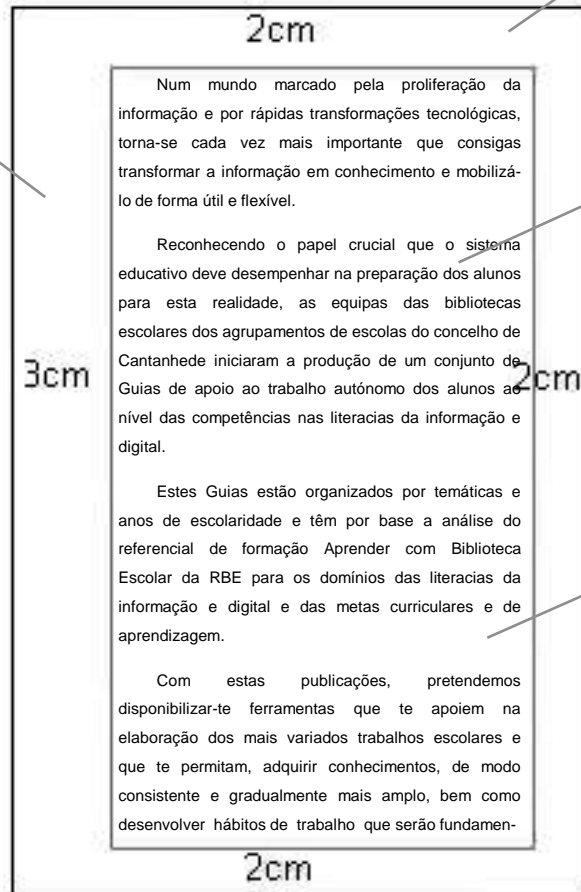 2cm
Num mundo marcado pela proliferação da
informação e por rápidas transformações tecnológicas,
torna-se cada vez mais importante que consigas
transformar a informação em conhecimento e mobilizá-
lo de forma útil e flexível.
Reconhecendo o papel crucial que o sistema
educativo deve desempenhar na preparação dos alunos
para esta realidade, as equipas das bibliotecas
escolares dos agrupamentos de escolas do concelho de
Cantanhede iniciaram a produção de um conjunto de
3cm
Guias de apoio ao trabalho autónomo dos alunos ao
2cm
nível das competências nas literacias da informação e
digital.
Estes Guias estão organizados por temáticas e
anos de escolaridade e têm por base a análise do
referencial de formação Aprender com Biblioteca
Escolar da RBE para os domínios das literacias da
informação e digital e das metas curriculares e de
aprendizagem.
Com estas publicações, pretendemos
disponibilizar-te ferramentas que te apoiem na
elaboração dos mais variados trabalhos escolares e
que te permitam, adquirir conhecimentos, de modo
consistente e gradualmente mais amplo, bem como
desenvolver hábitos de trabalho que serão fundamen-
2cm